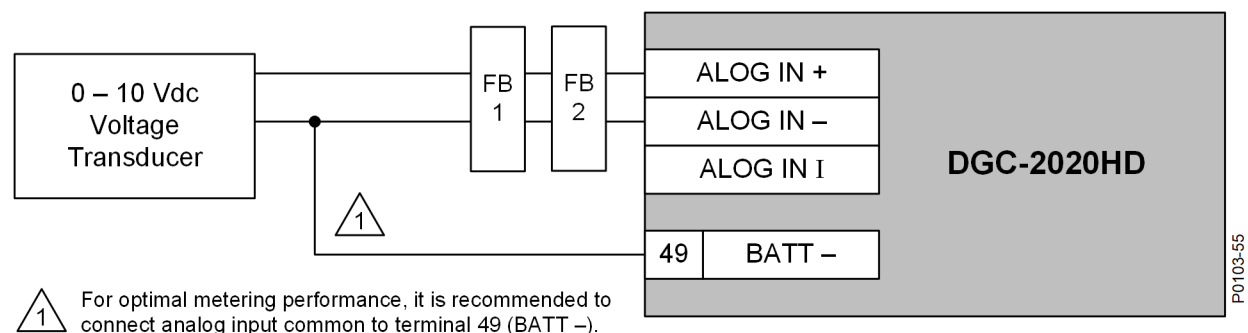 0 – 10 Vdc
Voltage
Transducer
FB
1
FB
2
ALOG IN +
ALOG IN –
ALOG IN I
DGC-2020HD
1
49 BATT –
P0103-55
1 For optimal metering performance, it is recommended to
connect analog input common to terminal 49 (BATT –).